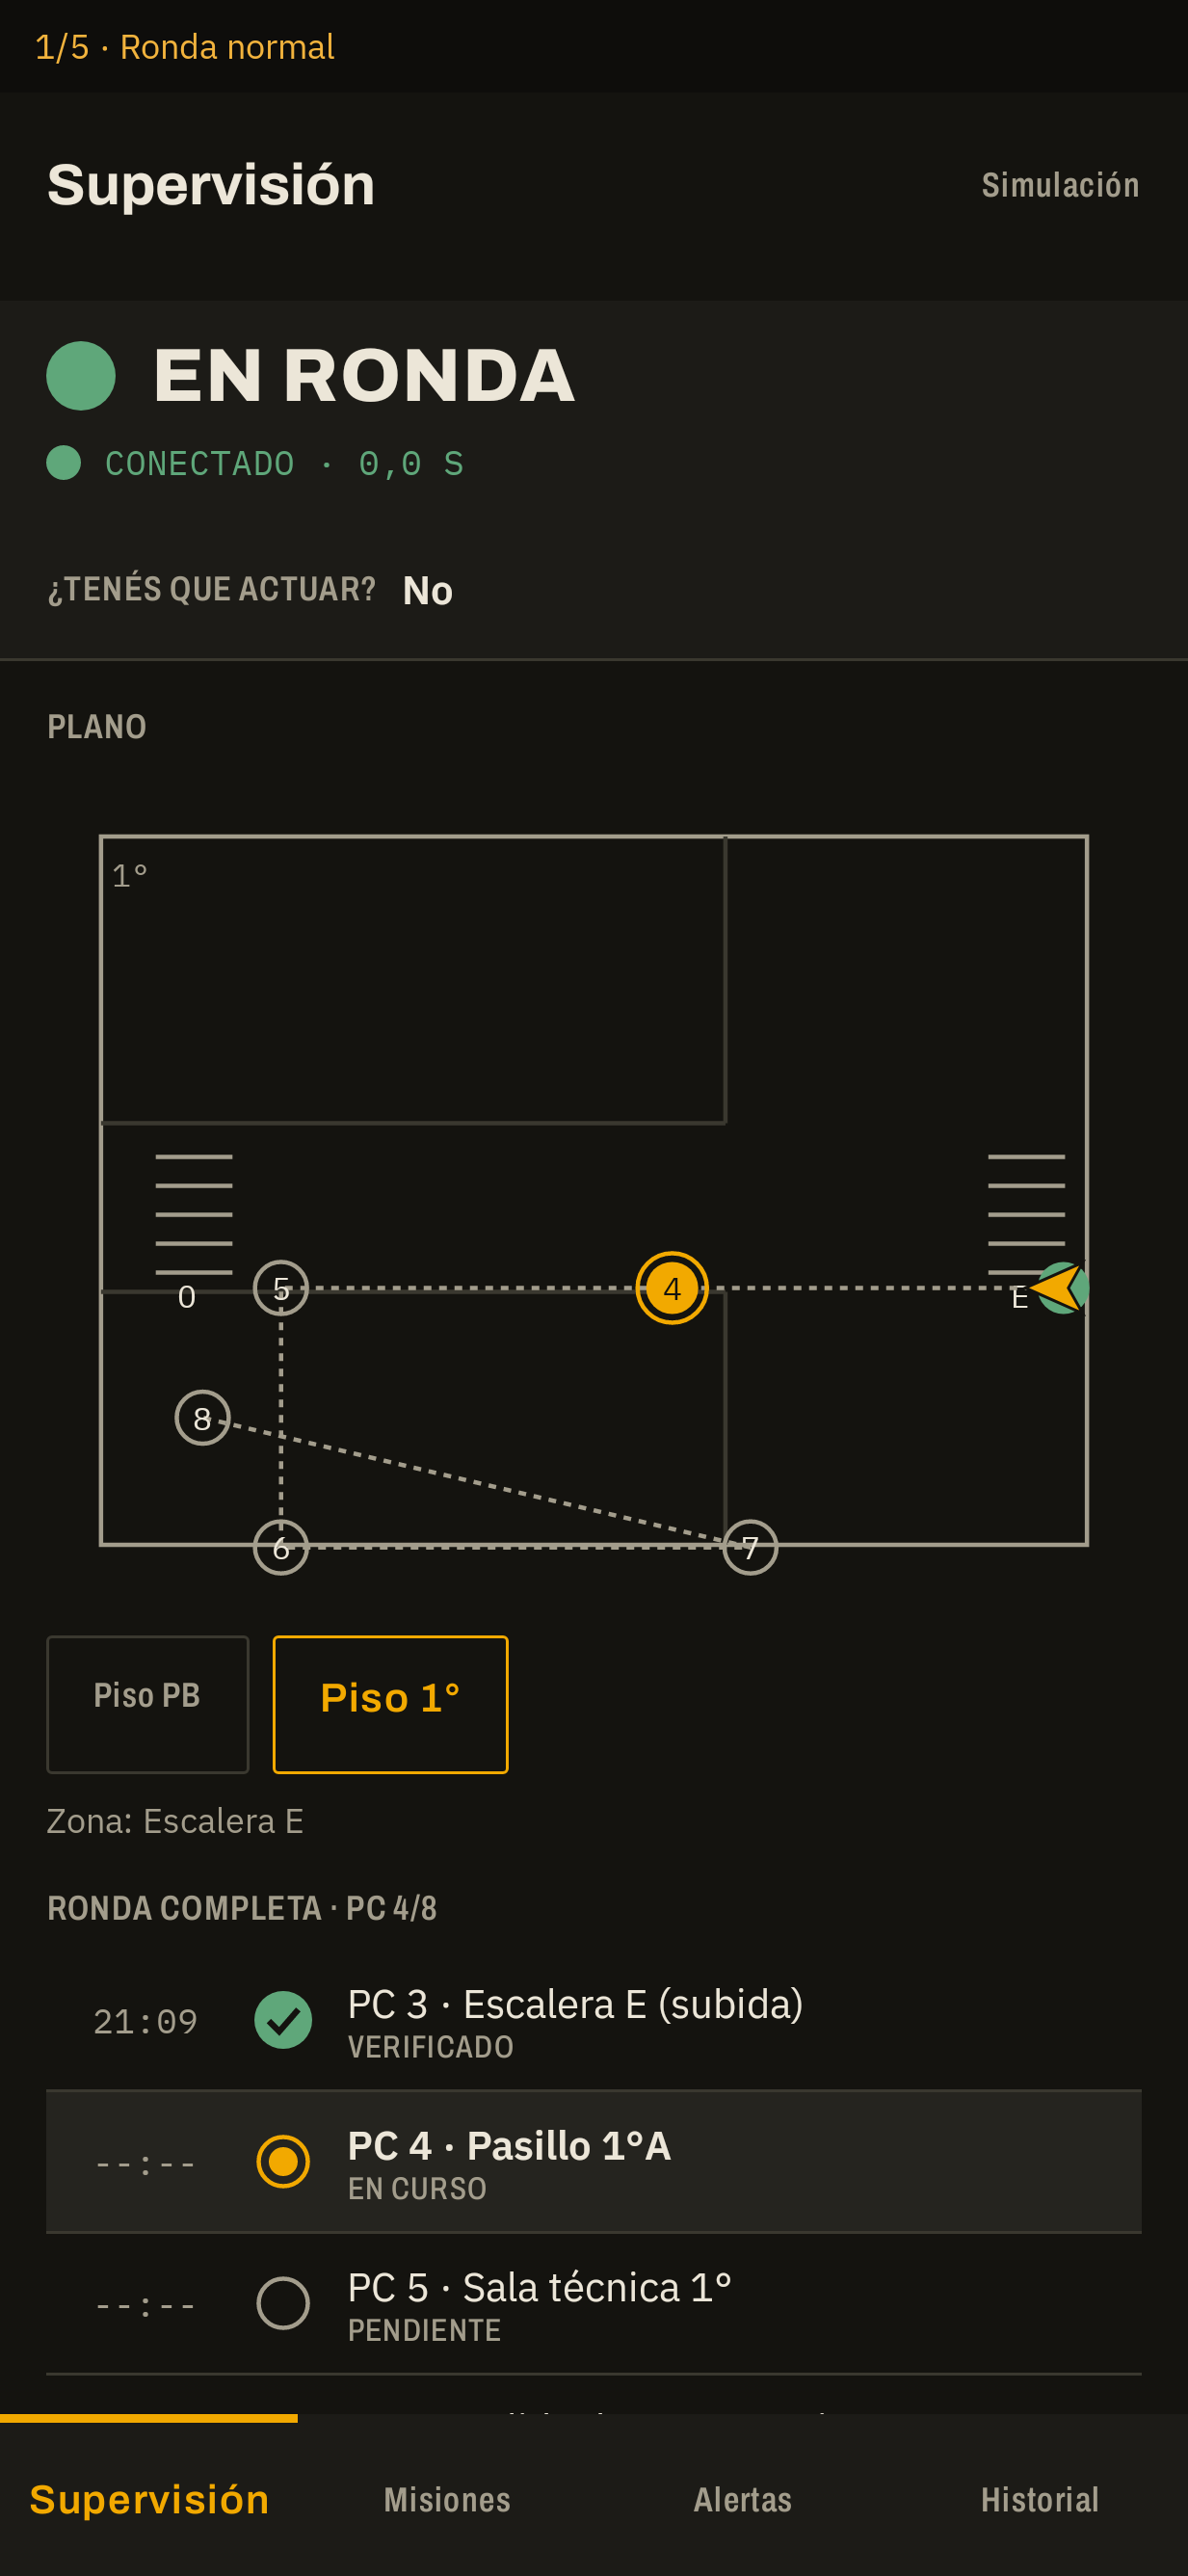 1/5 · Ronda normal
Supervisión
Simulación
EN RONDA
CONECTADO · 0,0 S
¿TENÉS QUE ACTUAR? No
PLANO
1°
O
5
4
E
8
6
7
Piso PB
Piso 1°
Zona: Escalera E
RONDA COMPLETA · PC 4/8
21:09
PC 3 · Escalera E (subida)
VERIFICADO
--:--
PC 4 · Pasillo 1°A
EN CURSO
--:--
PC 5 · Sala técnica 1°
PENDIENTE
Supervisión
Misiones
Alertas
Historial